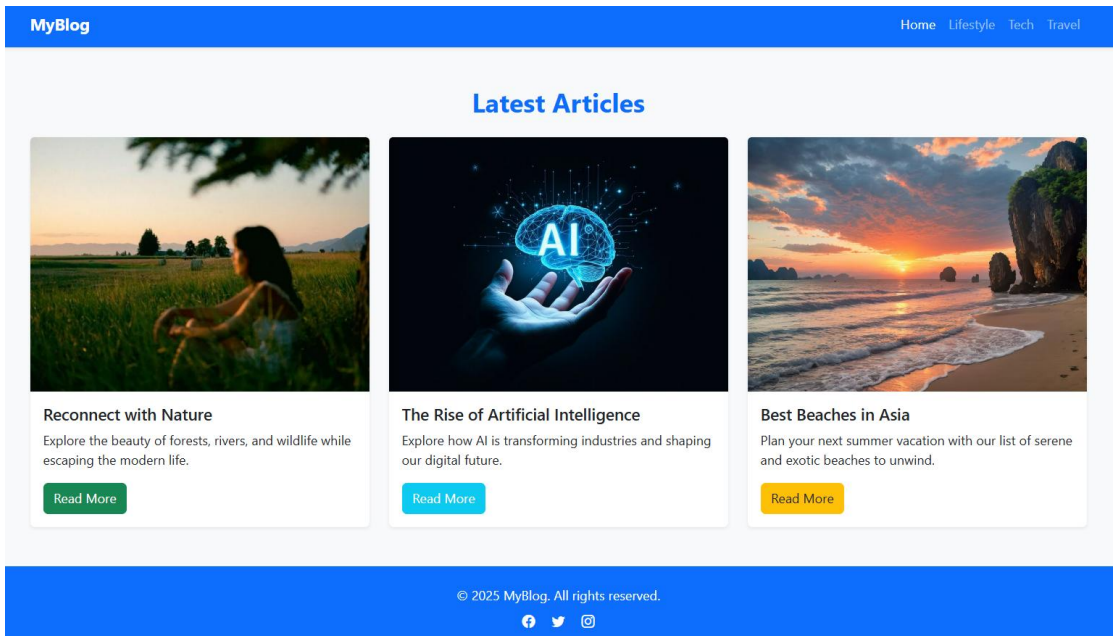 MyBlog
Home Lifestyle Tech Travel
Latest Articles
AI
Reconnect with Nature
Explore the beauty of forests, rivers, and wildlife while
escaping the modern life.
Read More
The Rise of Artificial Intelligence
Explore how AI is transforming industries and shaping
our digital future.
Read More
Best Beaches in Asia
Plan your next summer vacation with our list of serene
and exotic beaches to unwind.
Read More
© 2025 MyBlog. All rights reserved.